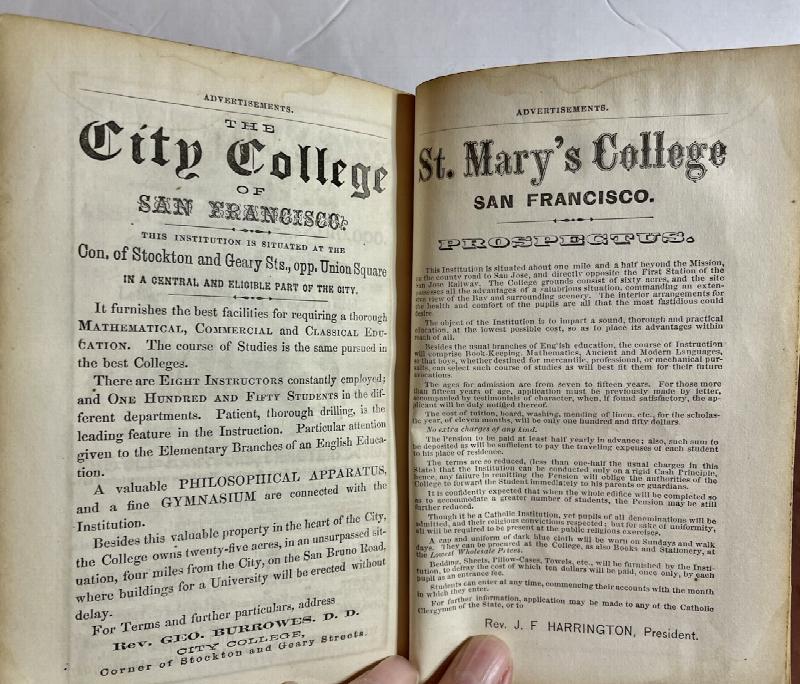 ADVERTISEMENTS.
THE
City College
OF
SAN FRANCISCO.
THIS INSTITUTION IS SITUATED AT THE
Con. of Stockton and Geary Sts., opp. Union Square
IN A CENTRAL AND ELIGIBLE PART OF THE CITY.
It furnishes the best facilities for requiring a thorough
MATHEMATICAL, COMMERCIAL and CLASSICAL EDU-
CATION. The course of Studies is the same pursued in
the best Colleges.
There are EIGHT INSTRUCTORS constantly employed;
and ONE HUNDRED AND FIFTY STUDENTS in the dif-
ferent departments. Patient, thorough drilling, is the
leading feature in the Instruction. Particular attention
given to the Elementary Branches of an English Educa-
tion.
A valuable PHILOSOPHICAL APPARATUS,
and a fine GYMNASIUM are connected with the
Institution.
Besides this valuable property in the heart of the City,
the College owns twenty-five acres, in an unsurpassed sit-
uation, four miles from the City, on the San Bruno Road,
where buildings for a University will be erected without
delay.
For Terms and further particulars, address
Rev. GEO. BURROWES. D. D.
CITY COLLEGE,
Corner of Stockton and Geary Streets.
ADVERTISEMENTS.
St. Mary's College
SAN FRANCISCO.
PROSPECTUS.
This Institution is situated about one mile and a half beyond the Mission,
on the county road to San Jose, and directly opposite the First Station of the
San Jose Railway. The College grounds consist of sixty acres, and the site
possesses all the advantages of a salubrious situation, commanding an exten-
sive view of the Bay and surrounding scenery. The interior arrangements for
the health and comfort of the pupils are all that the most fastidious could
desire.
The object of the Institution is to impart a sound, thorough and practical
education, at the lowest possible cost, so as to place its advantages within
reach of all.
Besides the usual branches of English education, the course of Instruction
will comprise Book-Keeping, Mathematics, Ancient and Modern Languages,
so that boys, whether destined for mercantile, professional, or mechanical pur-
suits, can select such course of studies as will best fit them for their future
avocations.
The ages for admission are from seven to fifteen years. For those more
than fifteen years of age, application must be previously made by letter,
accompanied by testimonials of character, when, if found satisfactory, the ap-
plicant will be duly notified thereof.
The cost of tuition, board, washing, mending of linen, etc., for the scholas-
tic year, of eleven months, will be only one hundred and fifty dollars.
No extra charges of any kind.
The Pension to be paid at least half yearly in advance; also, such sum to
be deposited as will be sufficient to pay the traveling expenses of each student
to his place of residence.
The terms are so reduced, (less than one-half the usual charges in this
State) that the Institution can be conducted only on a rigid Cash Principle,
hence, any failure in remitting the Pension will oblige the authorities of the
College to forward the Student immediately to his parents or guardians.
It is confidently expected that when the whole edifice will be completed so
as to accommodate a greater number of students, the Pension may be still
further reduced.
Though it be a Catholic Institution, yet pupils of all denominations will be
admitted, and their religious convictions respected; but for sake of uniformity,
all will be required to be present at the public religious exercises.
A cap and uniform of dark blue cloth will be worn on Sundays and walk
days. They can be procured at the College, as also Books and Stationery, at
the Lowest Wholesale Prices.
Bedding, Sheets, Pillow-Cases, Towels, etc., will be furnished by the Insti-
tution, to defray the cost of which ten dollars will be paid, once only, by each
pupil as an entrance fee.
Students can enter at any time, commencing their accounts with the month
in which they enter.
For further information, application may be made to any of the Catholic
Clergymen of the State, or to
Rev. J. F HARRINGTON, President.